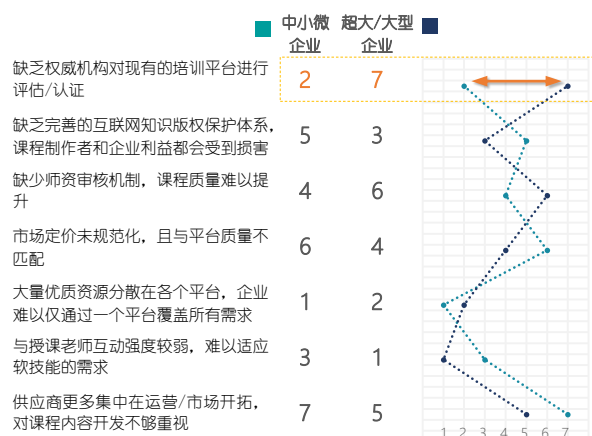 中小微 超大/大型
企业 企业
缺乏权威机构对现有的培训平台进行
评估/认证
2 7
缺乏完善的互联网知识版权保护体系，
课程制作者和企业利益都会受到损害
5 3
缺少师资审核机制，课程质量难以提
升
4 6
市场定价未规范化，且与平台质量不
匹配
6 4
大量优质资源分散在各个平台，企业
难以仅通过一个平台覆盖所有需求
1 2
与授课老师互动强度较弱，难以适应
软技能的需求
3 1
供应商更多集中在运营/市场开拓，
对课程内容开发不够重视
7 5
1 2 3 4 5 6 7